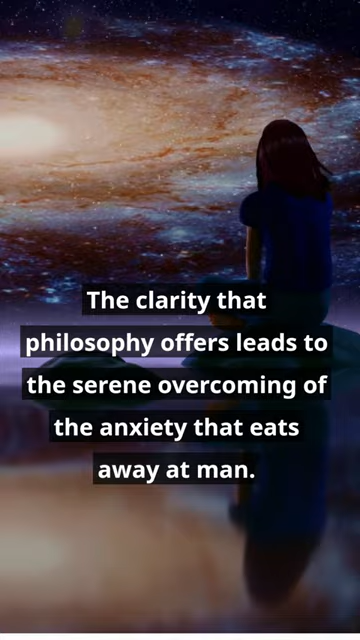 The clarity that
philosophy offers leads to
the serene overcoming of
the anxiety that eats
away at man.